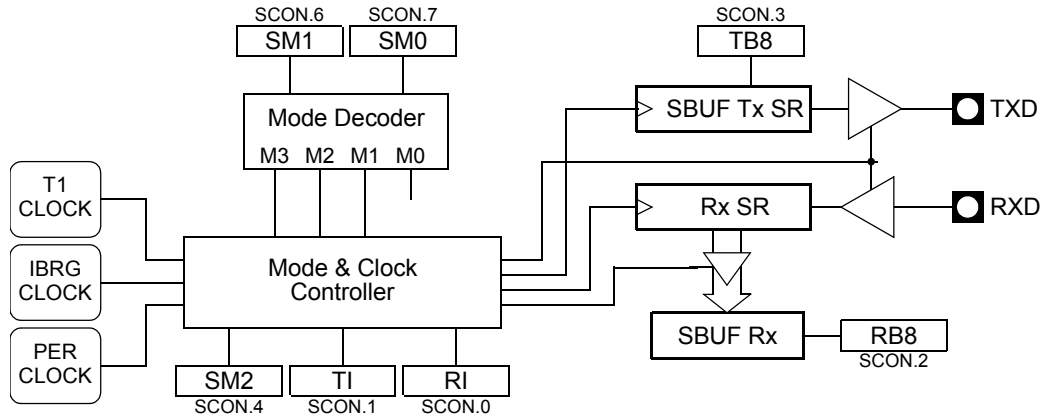 SCON.6 SCON.7
SM1 SM0
SCON.3
TB8
Mode Decoder
M3 M2 M1 M0
SBUF Tx SR
TXD
T1
CLOCK
Rx SR
RXD
IBRG
CLOCK
Mode & Clock
Controller
PER
CLOCK
SBUF Rx
RB8
SCON.2
SM2 TI RI
SCON.4 SCON.1 SCON.0